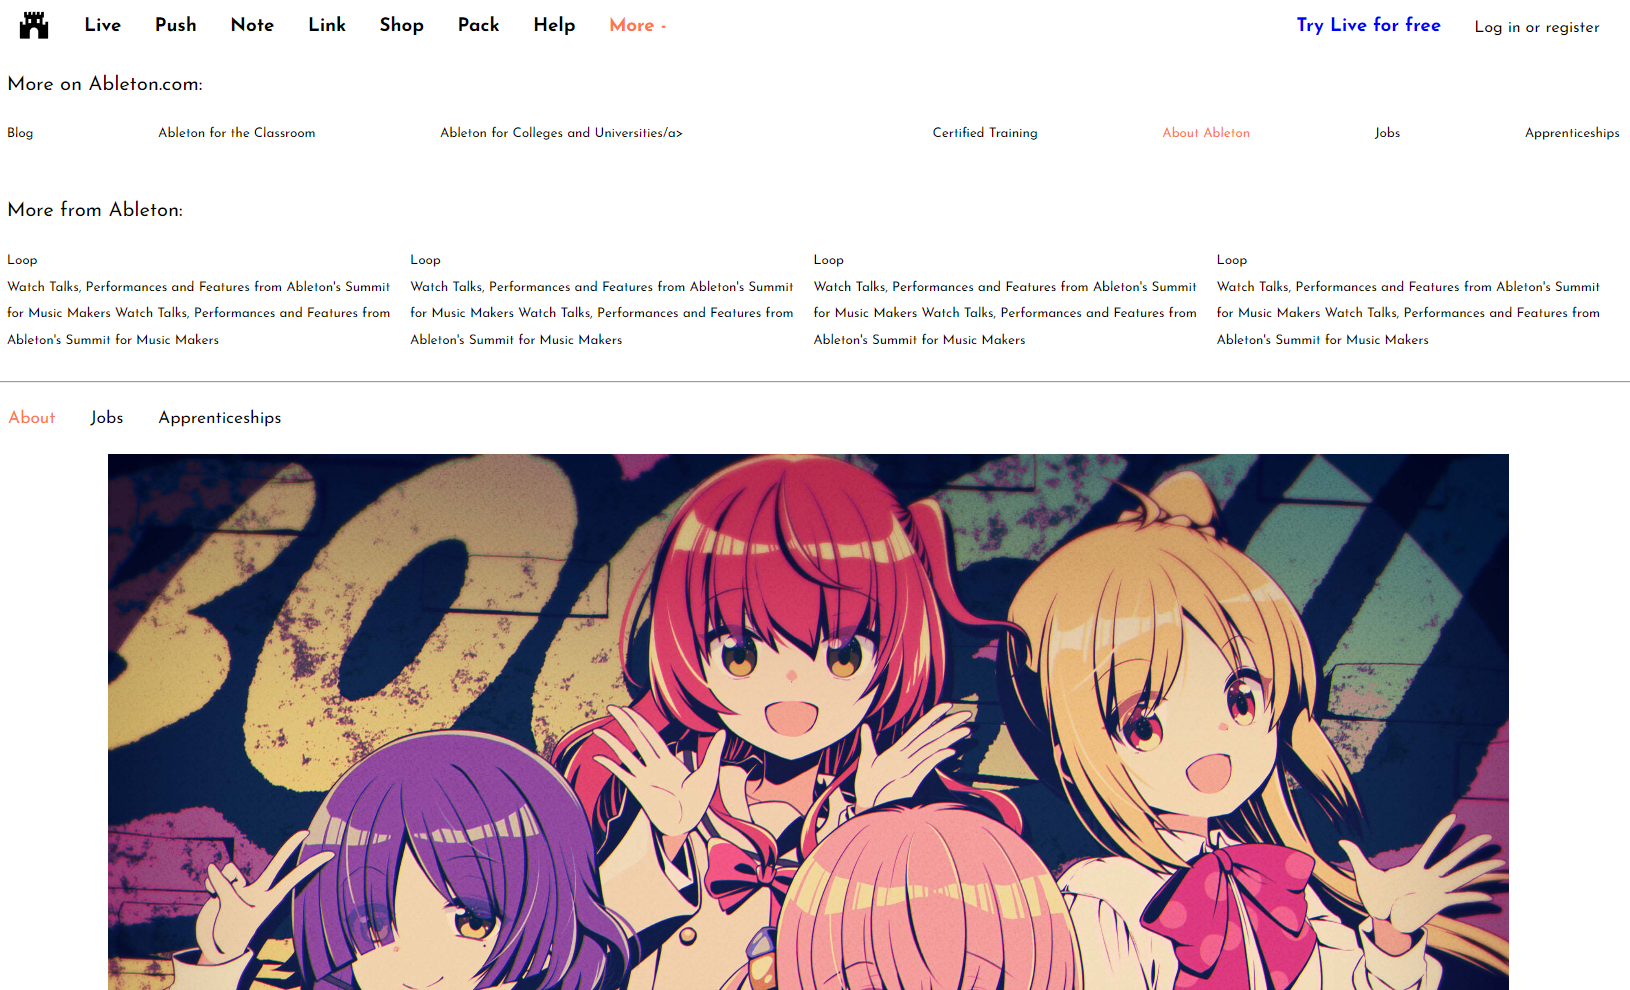 Live Push Note Link Shop Pack Help More - Try Live for free Log in or register
More on Ableton.com:
Blog Ableton for the Classroom Ableton for Colleges and Universities/a> Certified Training About Ableton Jobs Apprenticeships
More from Ableton:
Loop
Watch Talks, Performances and Features from Ableton's Summit
for Music Makers Watch Talks, Performances and Features from
Ableton's Summit for Music Makers
Loop
Watch Talks, Performances and Features from Ableton's Summit
for Music Makers Watch Talks, Performances and Features from
Ableton's Summit for Music Makers
Loop
Watch Talks, Performances and Features from Ableton's Summit
for Music Makers Watch Talks, Performances and Features from
Ableton's Summit for Music Makers
Loop
Watch Talks, Performances and Features from Ableton's Summit
for Music Makers Watch Talks, Performances and Features from
Ableton's Summit for Music Makers
About Jobs Apprenticeships